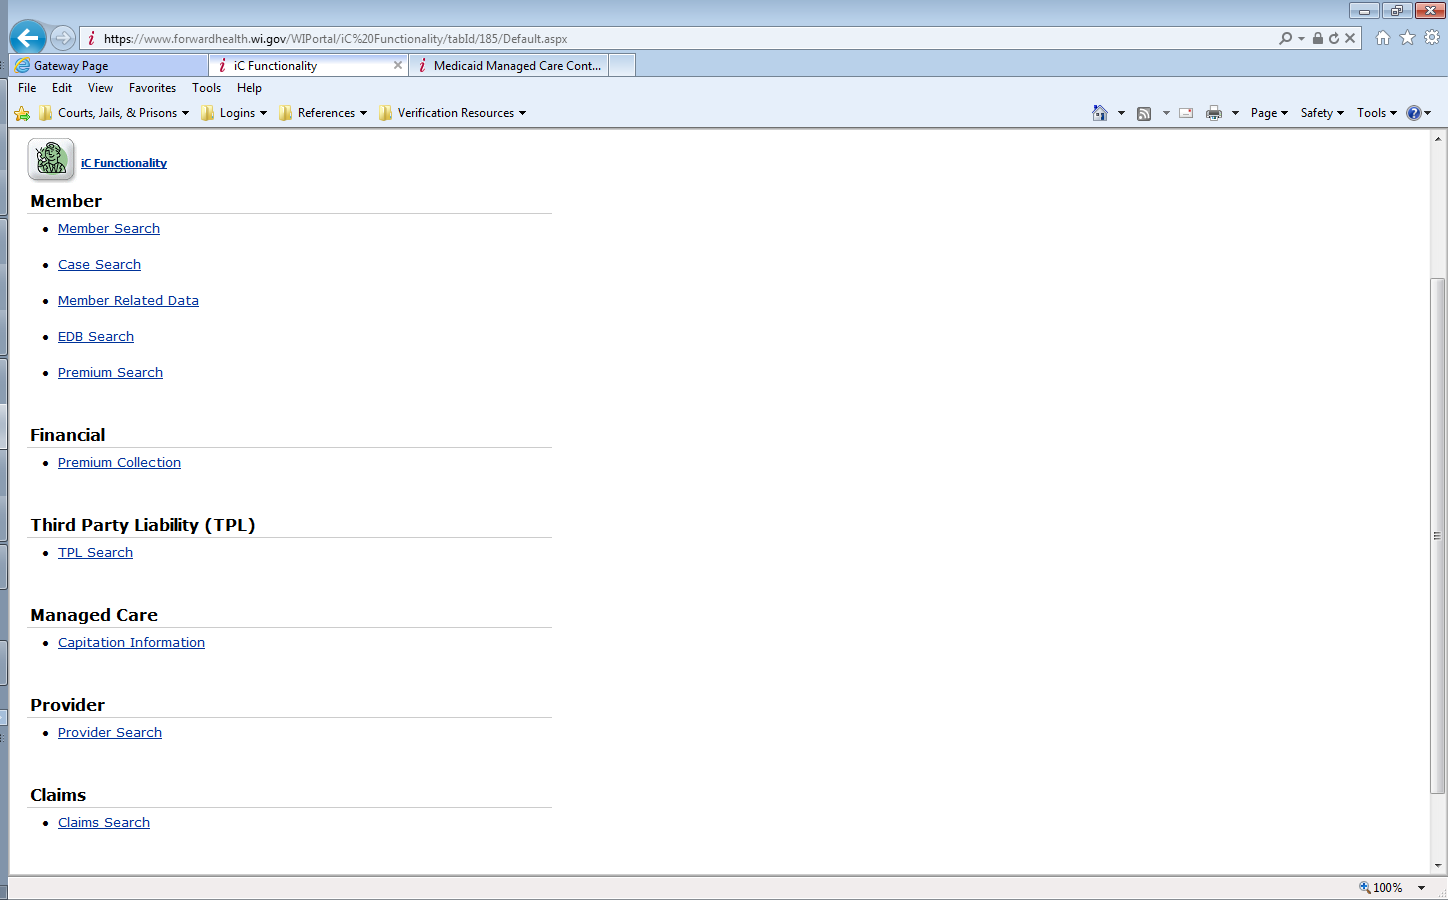 https://www.forwardhealth.wi.gov/WIPortal/iC%20Functionality/tabId/185/Default.aspx
Gateway Page
iC Functionality
Medicaid Managed Care Cont...
File Edit View Favorites Tools Help
Courts, Jails, & Prisons Logins References Verification Resources Page Safety Tools
iC Functionality
Member
Member Search
Case Search
Member Related Data
EDB Search
Premium Search
Financial
Premium Collection
Third Party Liability (TPL)
TPL Search
Managed Care
Capitation Information
Provider
Provider Search
Claims
Claims Search
100%